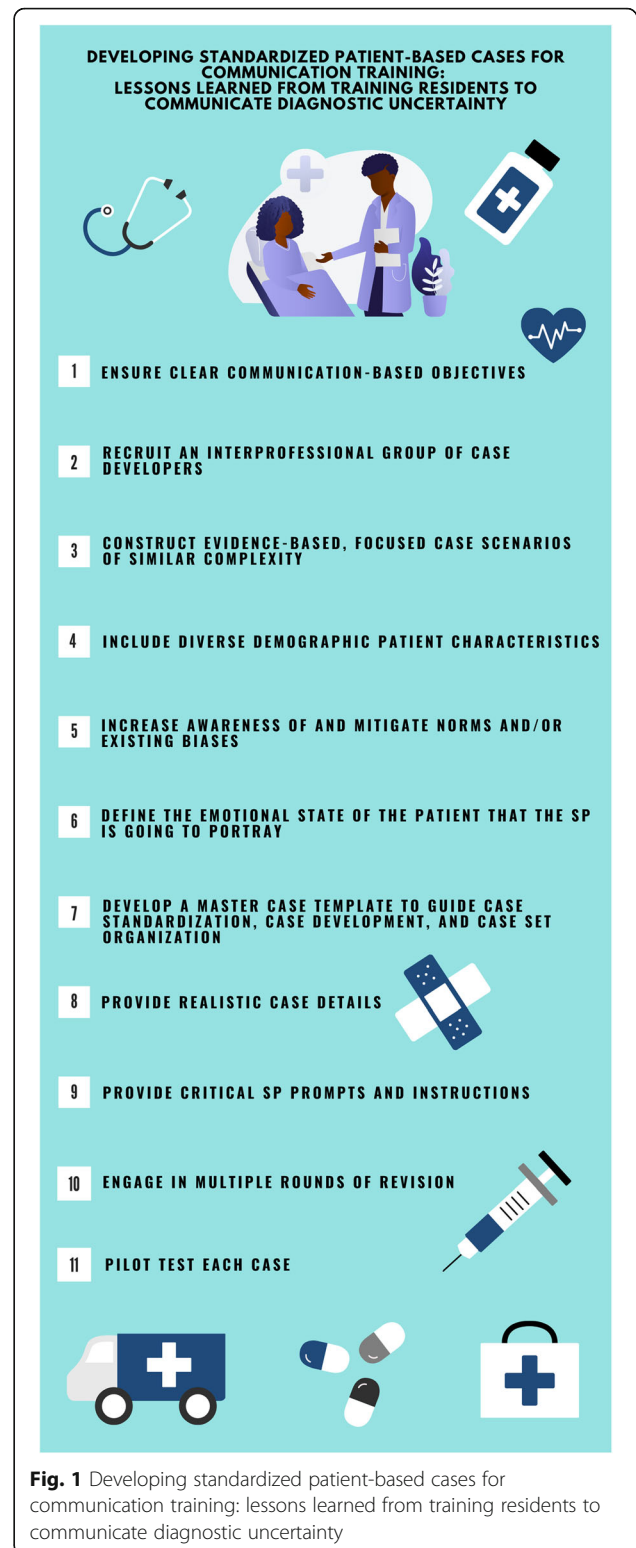 DEVELOPING STANDARDIZED PATIENT-BASED CASES FOR
COMMUNICATION TRAINING:
LESSONS LEARNED FROM TRAINING RESIDENTS TO
COMMUNICATE DIAGNOSTIC UNCERTAINTY
1 ENSURE CLEAR COMMUNICATION-BASED OBJECTIVES
2 RECRUIT AN INTERPROFESSIONAL GROUP OF CASE
DEVELOPERS
3 CONSTRUCT EVIDENCE-BASED, FOCUSED CASE SCENARIOS
OF SIMILAR COMPLEXITY
4 INCLUDE DIVERSE DEMOGRAPHIC PATIENT CHARACTERISTICS
5 INCREASE AWARENESS OF AND MITIGATE NORMS AND/OR
EXISTING BIASES
6 DEFINE THE EMOTIONAL STATE OF THE PATIENT THAT THE SP
IS GOING TO PORTRAY
7 DEVELOP A MASTER CASE TEMPLATE TO GUIDE CASE
STANDARDIZATION, CASE DEVELOPMENT, AND CASE SET
ORGANIZATION
8 PROVIDE REALISTIC CASE DETAILS
9 PROVIDE CRITICAL SP PROMPTS AND INSTRUCTIONS
10 ENGAGE IN MULTIPLE ROUNDS OF REVISION
11 PILOT TEST EACH CASE
Fig. 1 Developing standardized patient-based cases for
communication training: lessons learned from training residents to
communicate diagnostic uncertainty